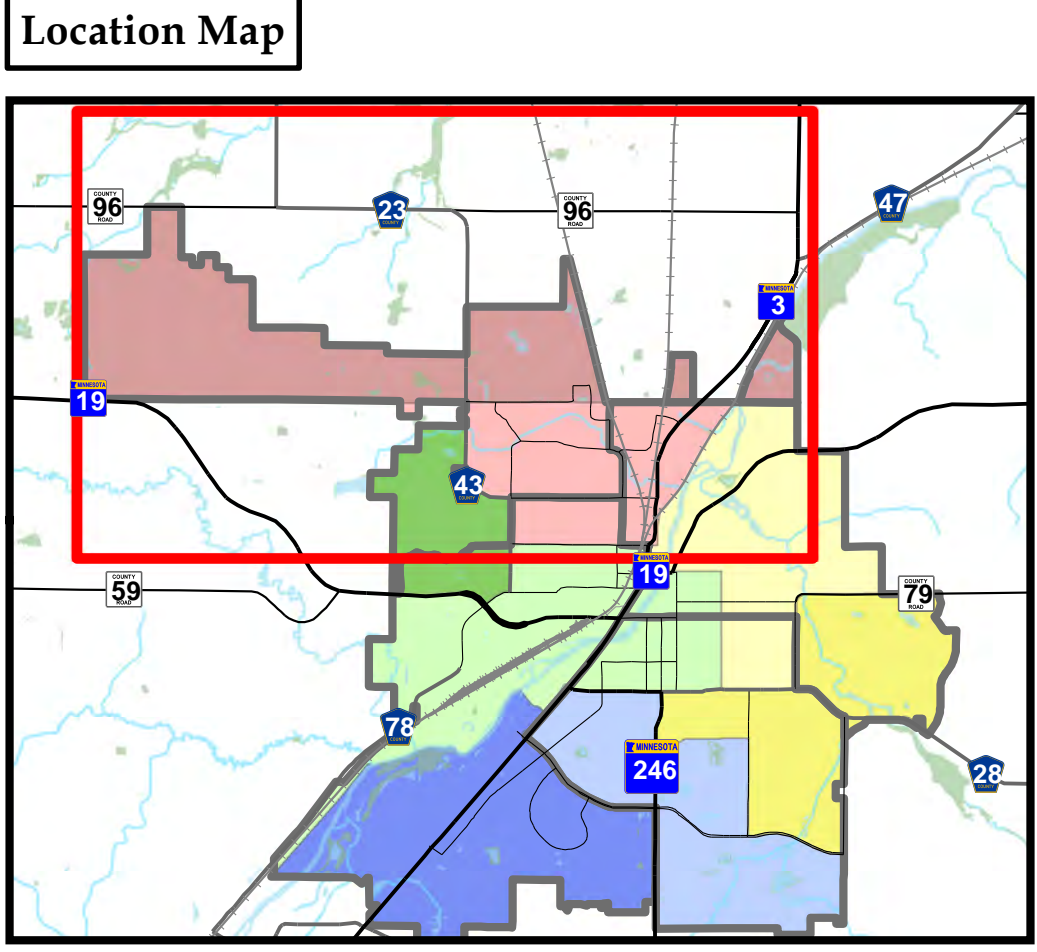 Location Map
COUNTY
96
ROAD
23
COUNTY
COUNTY
96
ROAD
47
COUNTY
MINNESOTA
3
MINNESOTA
19
43
COUNTY
MINNESOTA
19
COUNTY
59
ROAD
COUNTY
79
ROAD
78
COUNTY
MINNESOTA
246
28
COUNTY